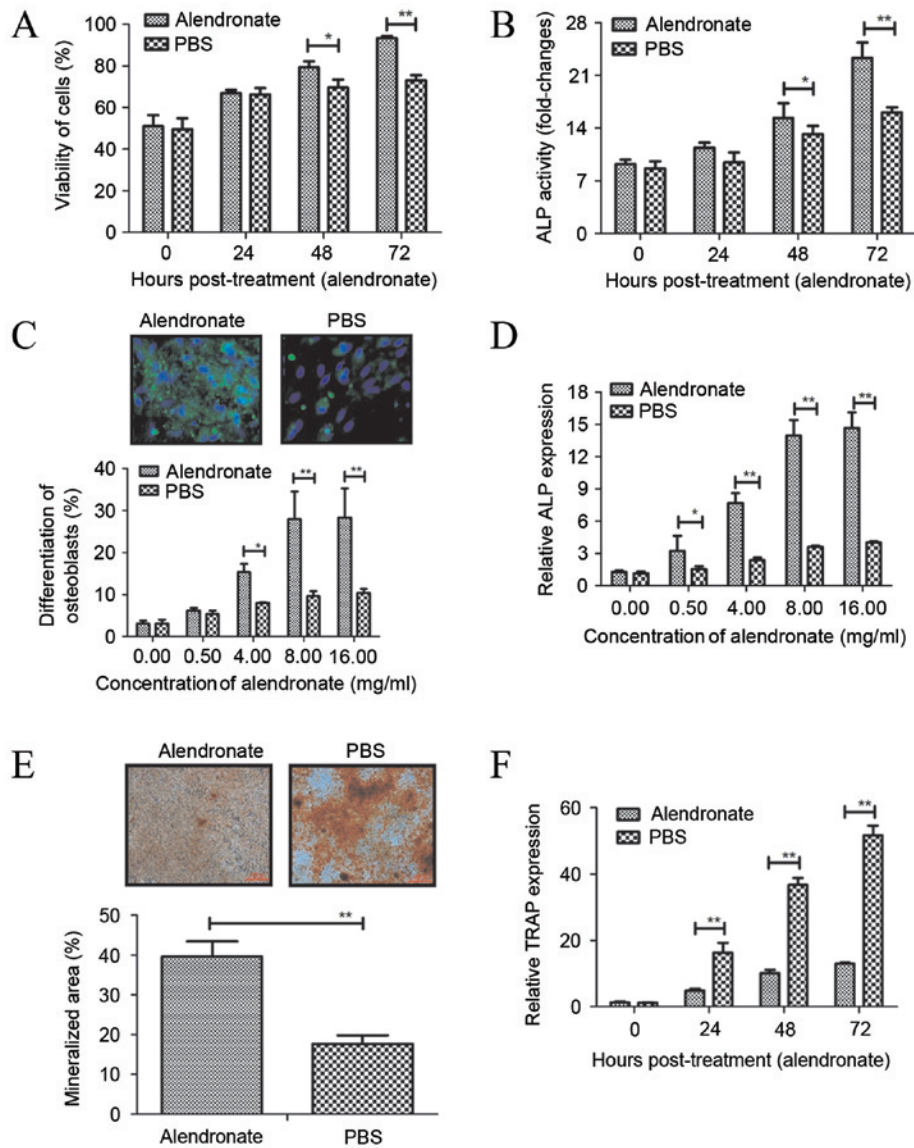 A
Alendronate
PBS
*
**
Viability of cells (%)
100
80
60
40
20
0
0 24 48 72
Hours post-treatment (alendronate)
B
Alendronate
PBS
*
**
ALP activity (fold-changes)
28
21
14
7
0
0 24 48 72
Hours post-treatment (alendronate)
C
Alendronate PBS
Alendronate
PBS
*
**
**
Differentiation of
osteoblasts (%)
40
30
20
10
0
0.00 0.50 4.00 8.00 16.00
Concentration of alendronate (mg/ml)
D
Alendronate
PBS
*
**
**
**
Relative ALP expression
18
15
12
9
6
3
0
0.00 0.50 4.00 8.00 16.00
Concentration of alendronate (mg/ml)
E
Alendronate PBS
**
Mineralized area (%)
50
40
30
20
10
0
Alendronate PBS
F
Alendronate
PBS
**
**
**
Relative TRAP expression
60
40
20
10
0
0 24 48 72
Hours post-treatment (alendronate)